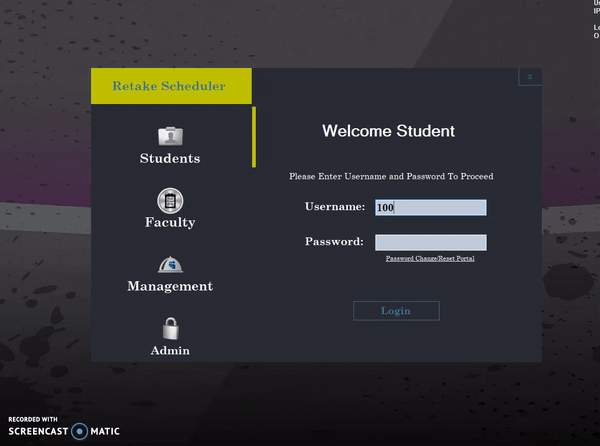 Retake Scheduler
x
Students
Faculty
Management
Admin
Welcome Student
Please Enter Username and Password To Proceed
Username: 100
Password:
Password Change/Reset Portal
Login
RECORDED WITH
SCREENCAST MATIC